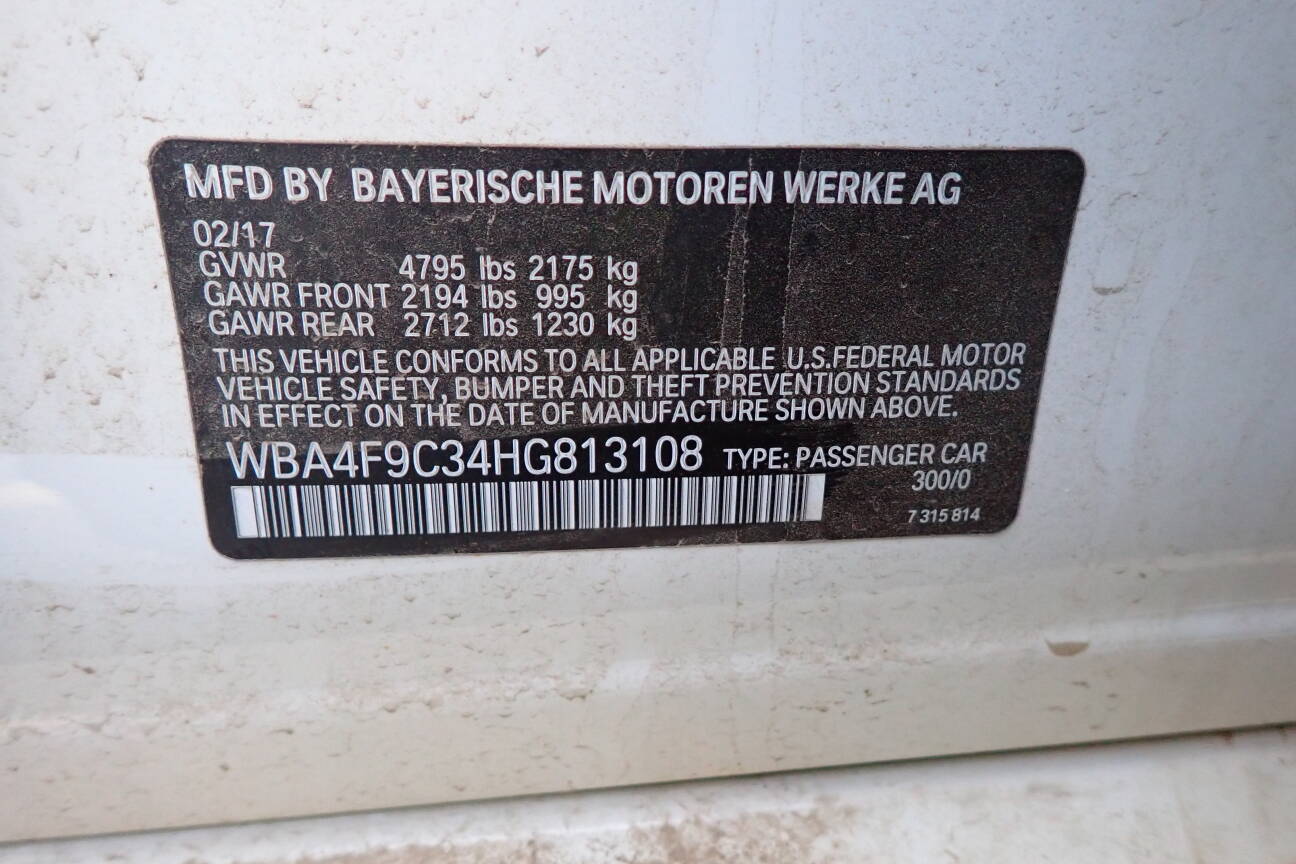 MFD BY BAYERISCHE MOTOREN WERKE AG
02/17
GVWR 4795 lbs 2175 kg
GAWR FRONT 2194 lbs 995 kg
GAWR REAR 2712 lbs 1230 kg
THIS VEHICLE CONFORMS TO ALL APPLICABLE U.S.FEDERAL MOTOR
VEHICLE SAFETY, BUMPER AND THEFT PREVENTION STANDARDS
IN EFFECT ON THE DATE OF MANUFACTURE SHOWN ABOVE.
WBA4F9C34HG813108 TYPE: PASSENGER CAR
300/0
7 315 814